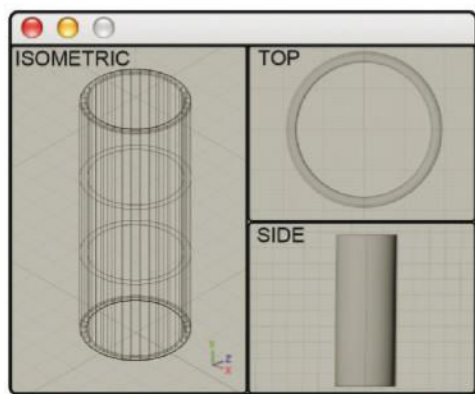 ISOMETRIC
TOP
SIDE
Y
Z
X